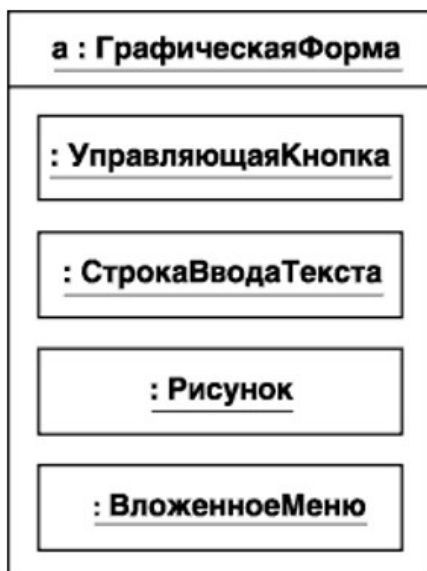 а : ГрафическаяФорма
: УправляющаяКнопка
: СтрокаВводаТекста
: Рисунок
: ВложенноеМеню